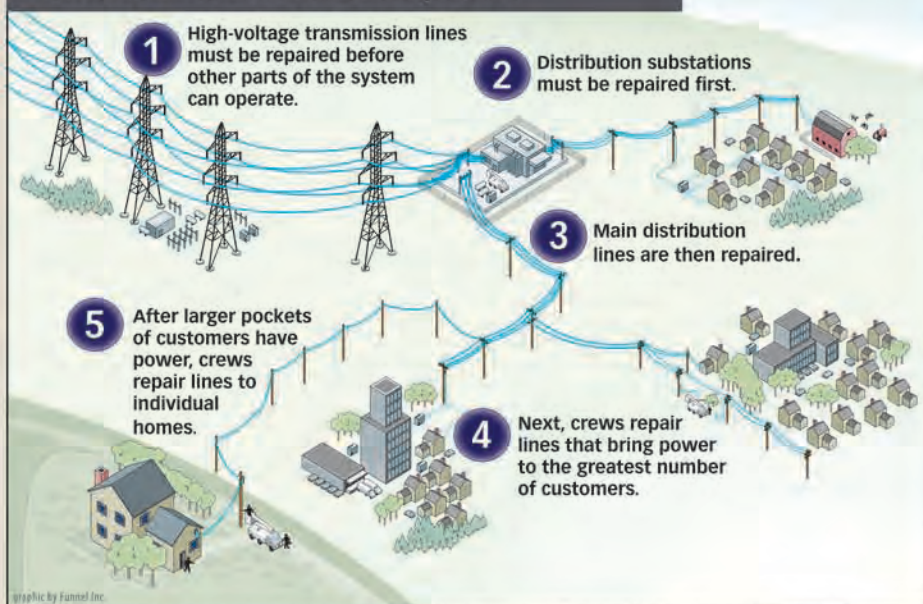 1
High-voltage transmission lines
must be repaired before
other parts of the system
can operate.
2
Distribution substations
must be repaired first.
3
Main distribution
lines are then repaired.
5
After larger pockets
of customers have
power, crews
repair lines to
individual
homes.
4
Next, crews repair
lines that bring power
to the greatest number
of customers.
graphic by Funnel Inc.